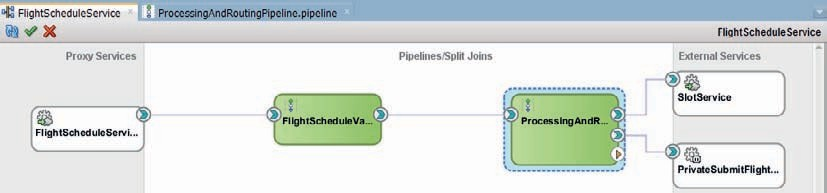 FlightScheduleService
ProcessingAndRoutingPipeline.pipeline
FlightScheduleService
Proxy Services
Pipelines/Split Joins
External Services
FlightScheduleServi...
FlightScheduleVa...
ProcessingAndR...
SlotService
PrivateSubmitFlight...